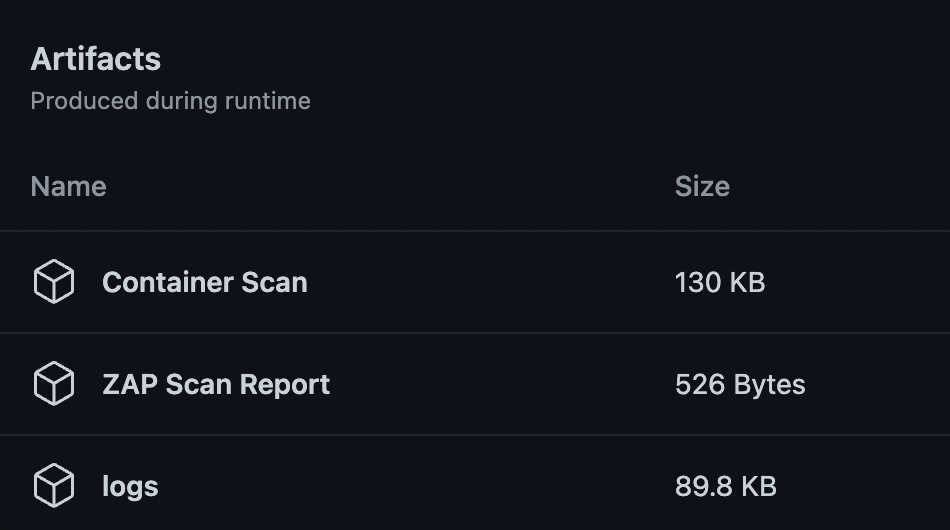 Artifacts
Produced during runtime
Name Size
Container Scan 130 KB
ZAP Scan Report 526 Bytes
logs 89.8 KB